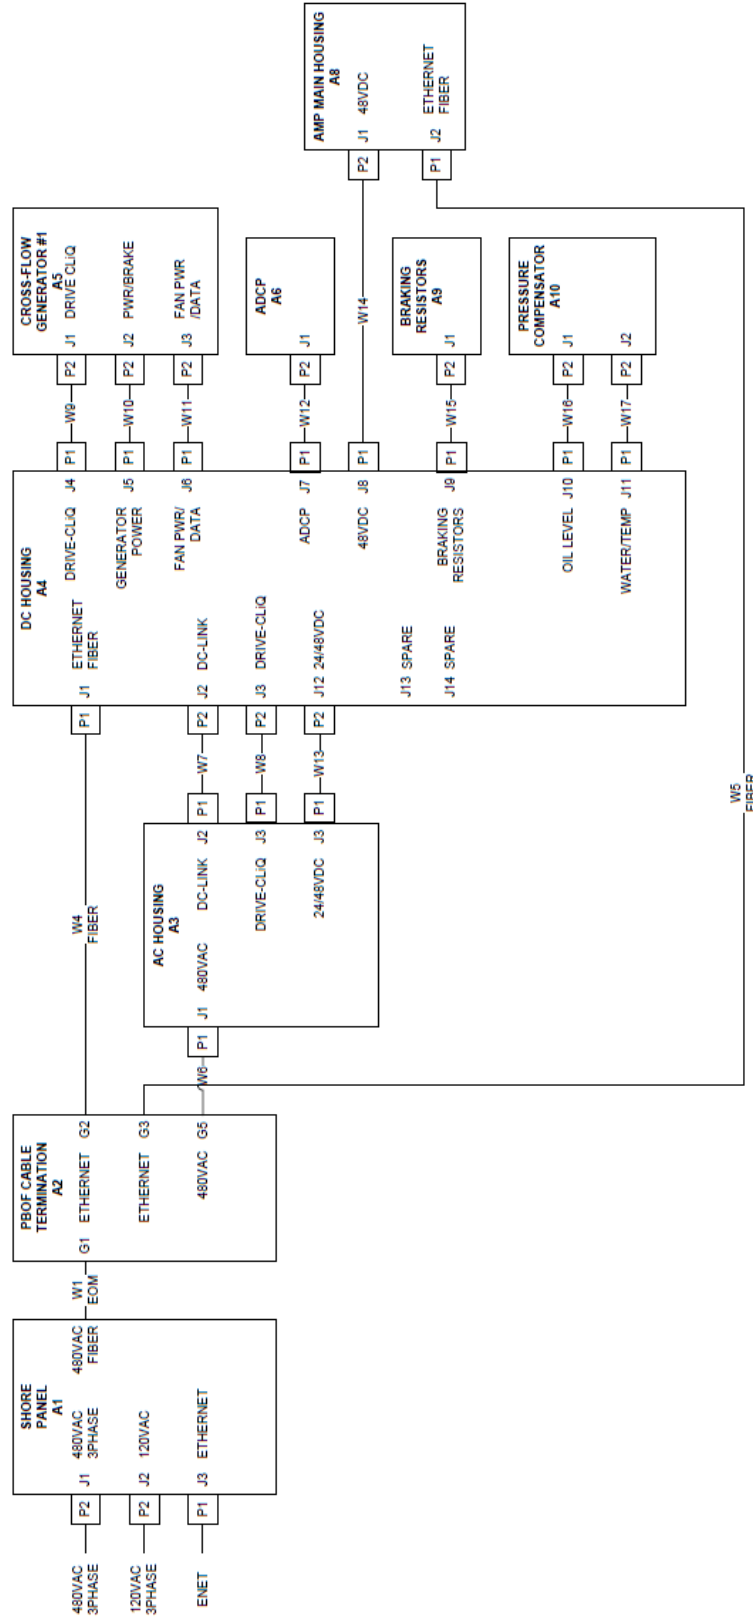 480VAC
3PHASE
120VAC
3PHASE
ENET
P2
P2
P1
SHORE
PANEL
A1
J1 480VAC
3PHASE
J2 120VAC
J3 ETHERNET
480VAC
FIBER
W1
EOM
PBOF CABLE
TERMINATION
A2
G1
ETHERNET G2
ETHERNET G3
480VAC G5
W4
FIBER
W6
P1
AC HOUSING
A3
J1 480VAC
DC-LINK J2
DRIVE-CLiQ J3
24/48VDC J3
P1
W7
P2
P1
W8
P2
P1
W13
P2
P1
DC HOUSING
A4
J1 ETHERNET
FIBER
J2 DC-LINK
J3 DRIVE-CLiQ
J12 24/48VDC
J13 SPARE
J14 SPARE
DRIVE-CLiQ J4
GENERATOR
POWER
J5
FAN PWR/
DATA
J6
ADCP J7
48VDC J8
BRAKING
RESISTORS
J9
OIL LEVEL J10
WATER/TEMP J11
P1
W9
P2
P1
W10
P2
P1
W11
P2
P1
W12
P2
P1
W14
P1
W15
P2
P1
W16
P2
P1
W17
P2
CROSS-FLOW
GENERATOR #1
A5
J1 DRIVE CLiQ
J2 PWR/BRAKE
J3 FAN PWR
/DATA
ADCP
A6
J1
BRAKING
RESISTORS
A9
J1
PRESSURE
COMPENSATOR
A10
J1
J2
P2
P1
AMP MAIN HOUSING
A8
J1 48VDC
J2 ETHERNET
FIBER
W5
FIBER